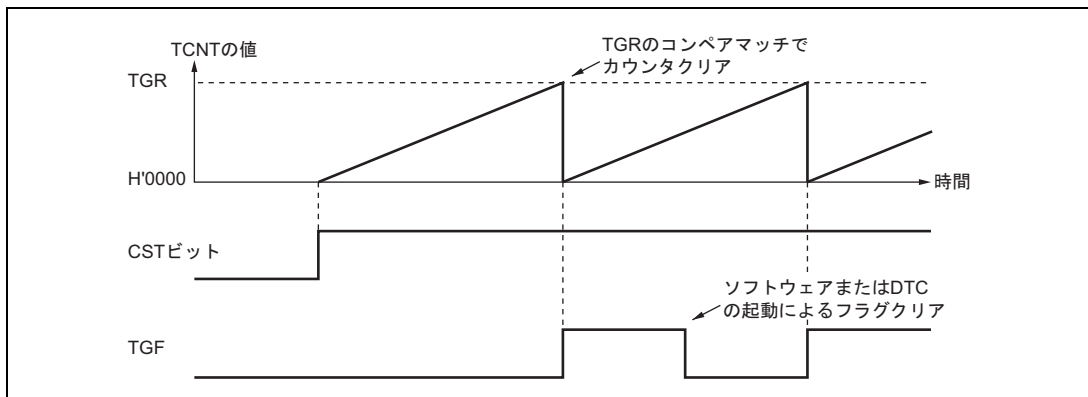 TCNTの値
TGRのコンペアマッチで
カウンタクリア
TGR
H'0000
時間
CSTビット
ソフトウェアまたはDTC
の起動によるフラグクリア
TGF